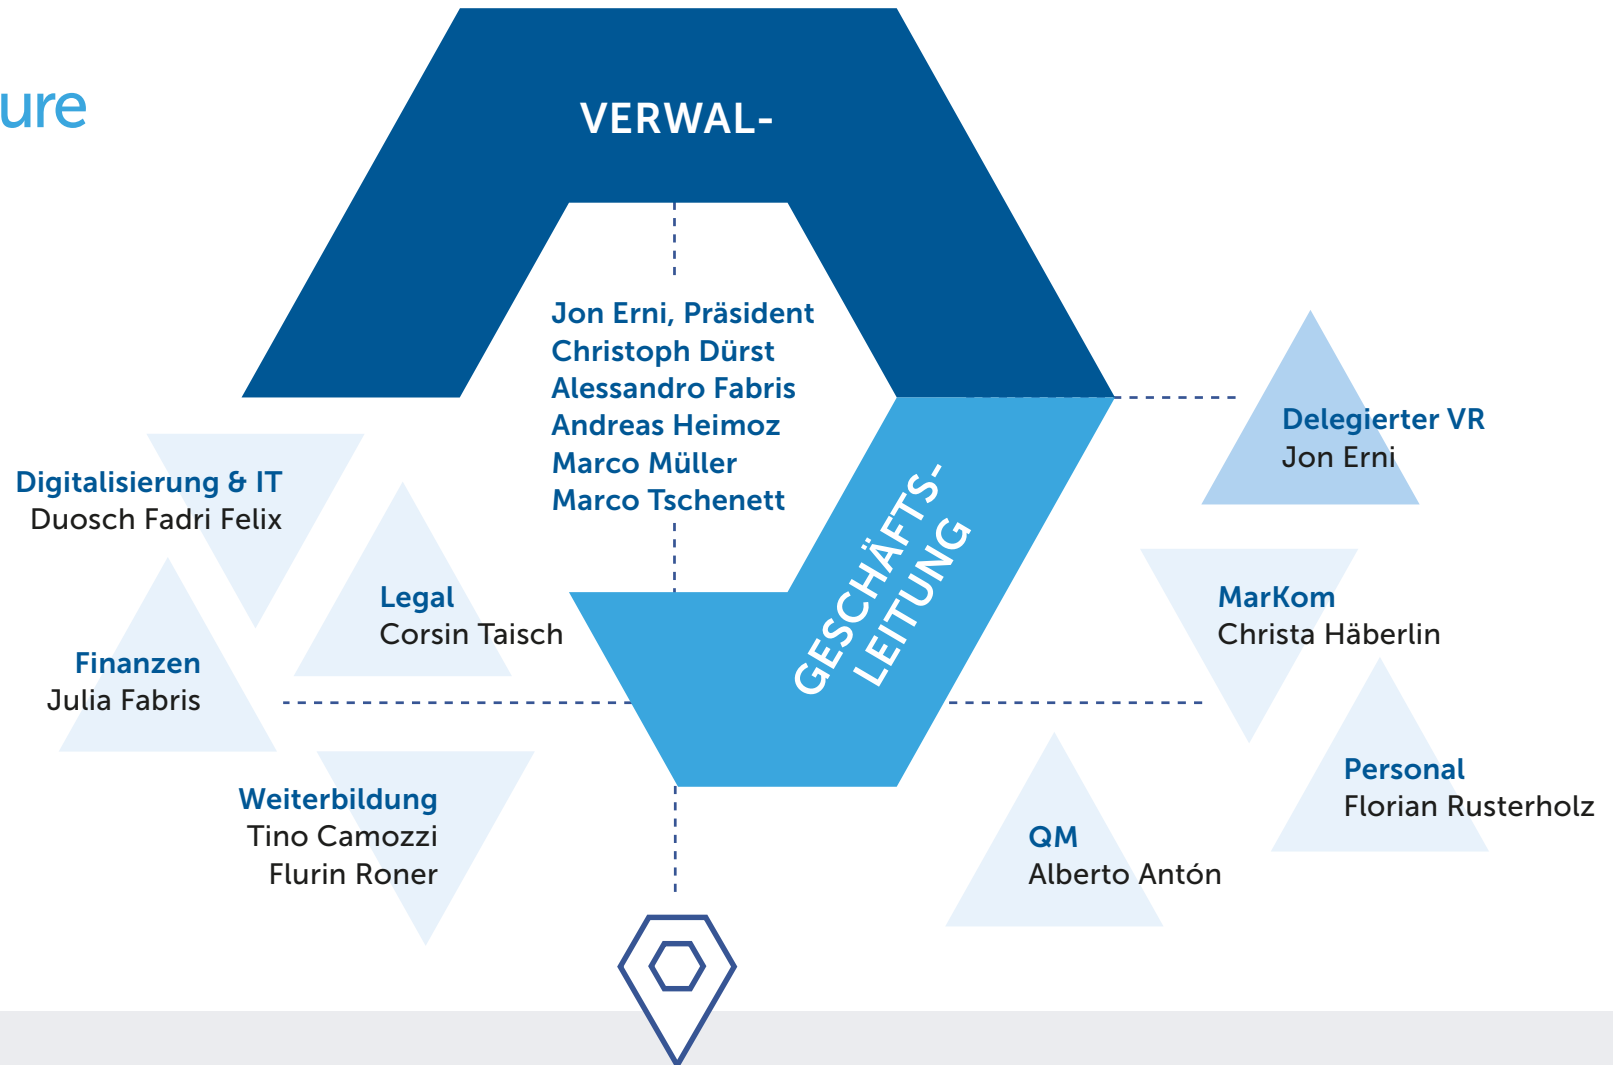 ure
VERWAL-
Jon Erni, Präsident
Christoph Dürst
Alessandro Fabris
Andreas Heimoz
Marco Müller
Marco Tschenett
GESCHÄFTS-
LEITUNG
Delegierter VR
Jon Erni
Digitalisierung & IT
Duosch Fadri Felix
Legal
Corsin Taisch
Finanzen
Julia Fabris
Weiterbildung
Tino Camozzi
Flurin Roner
MarKom
Christa Häberlin
Personal
Florian Rusterholz
QM
Alberto Antón